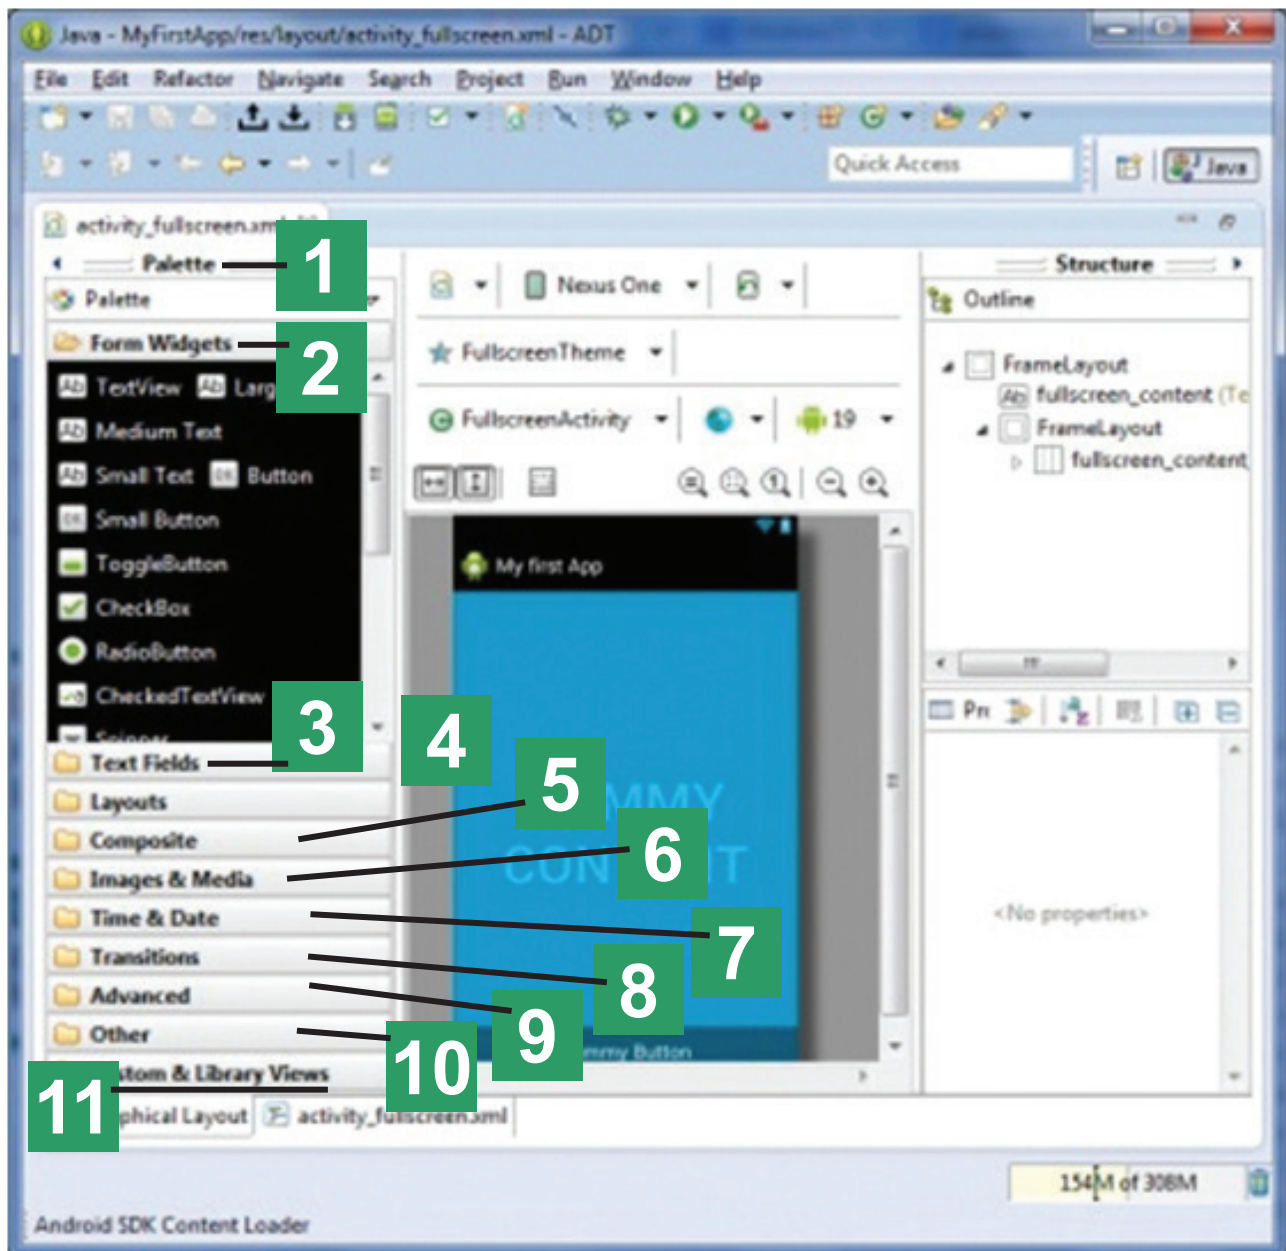 Java - MyFirstApp/res/layout/activity_fullscreen.xml - ADT
File Edit Refactor Navigate Search Project Run Window Help
Quick Access
Java
activity_fullscreen.xml
Palette
1
Palette
Form Widgets
2
TextView
Medium Text
Small Text Button
Small Button
ToggleButton
CheckBox
RadioButton
CheckedTextView
Spinner
3
Text Fields
Layouts
Composite
Images & Media
Time & Date
Transitions
Advanced
Other
& Library Views
11
Layout
activity_fullscreen.xml
Nexus One
FullscreenTheme
FullscreenActivity
19
My first App
4
5
6
7
8
9
10
Button
Structure
Outline
FrameLayout
fullscreen_content (Te
FrameLayout
fullscreen_content
<No properties>
154M of 308M
Android SDK Content Loader